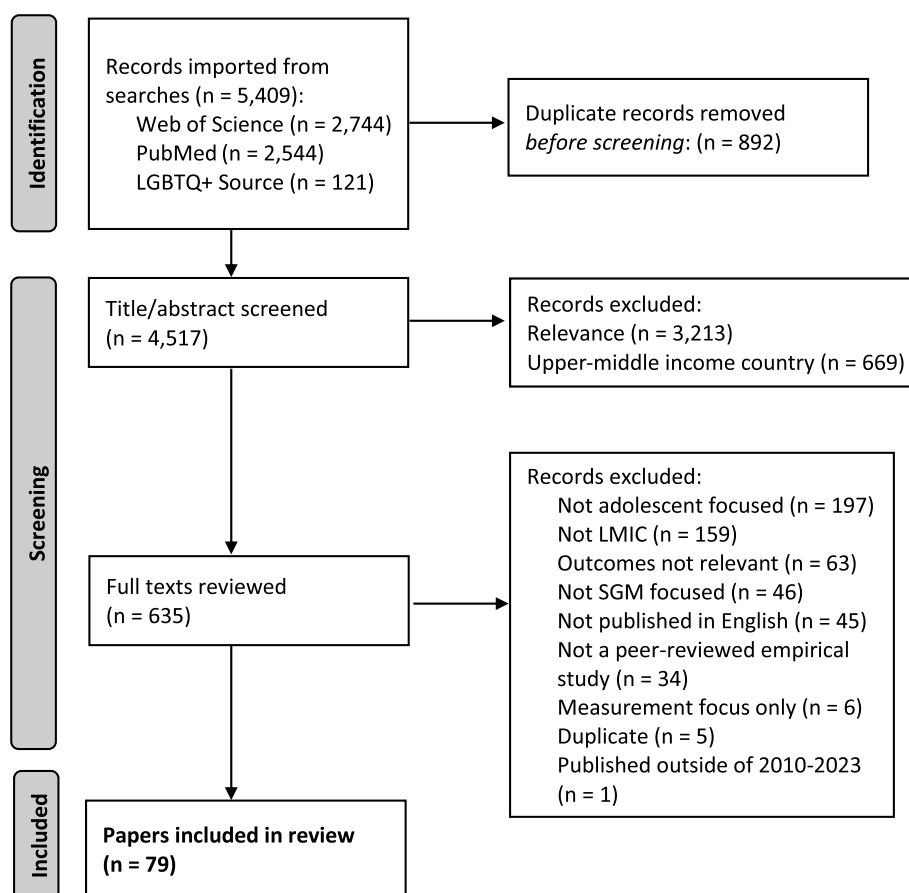 Identification
Records imported from
searches (n = 5,409):
Web of Science (n = 2,744)
PubMed (n = 2,544)
LGBTQ+ Source (n = 121)
Duplicate records removed
before screening: (n = 892)
Screening
Title/abstract screened
(n = 4,517)
Records excluded:
Relevance (n = 3,213)
Upper-middle income country (n = 669)
Full texts reviewed
(n = 635)
Records excluded:
Not adolescent focused (n = 197)
Not LMIC (n = 159)
Outcomes not relevant (n = 63)
Not SGM focused (n = 46)
Not published in English (n = 45)
Not a peer-reviewed empirical
study (n = 34)
Measurement focus only (n = 6)
Duplicate (n = 5)
Published outside of 2010-2023
(n = 1)
Included
Papers included in review
(n = 79)